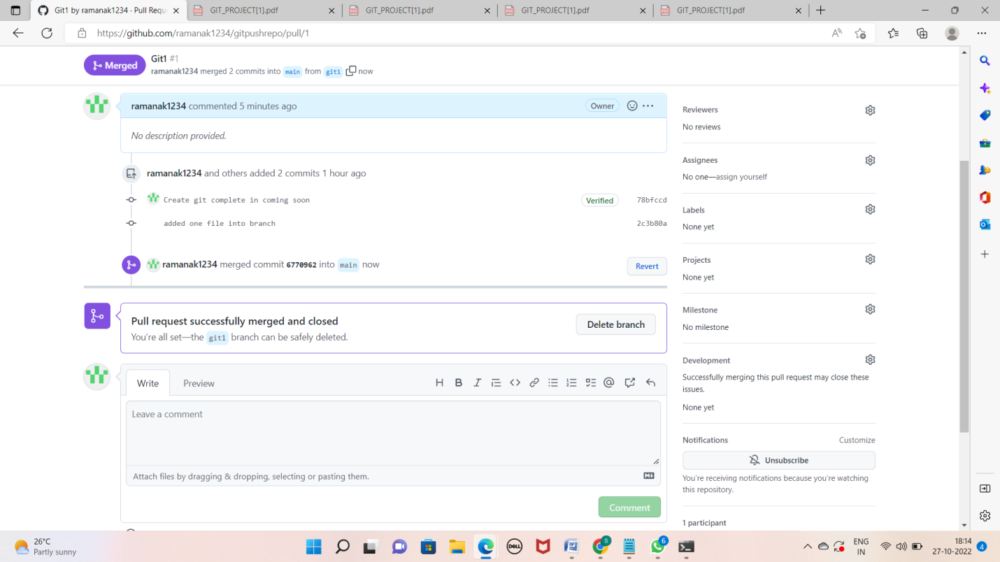 Git1 by ramanak1234 · Pull Requ
GIT_PROJECT[1].pdf
GIT_PROJECT[1].pdf
GIT_PROJECT[1].pdf
GIT_PROJECT[1].pdf
https://github.com/ramanak1234/gitpushrepo/pull/1
Merged
Git1 #1
ramanak1234 merged 2 commits into main from git1 now
ramanak1234 commented 5 minutes ago
Owner
No description provided.
ramanak1234 and others added 2 commits 1 hour ago
Create git complete in coming soon
Verified
78bfccd
added one file into branch
2c3b80a
ramanak1234 merged commit 6770962 into main now
Revert
Pull request successfully merged and closed
You're all set—the git1 branch can be safely deleted.
Delete branch
Write
Preview
Leave a comment
Attach files by dragging & dropping, selecting or pasting them.
Comment
Reviewers
No reviews
Assignees
No one—assign yourself
Labels
None yet
Projects
None yet
Milestone
No milestone
Development
Successfully merging this pull request may close these
issues.
None yet
Notifications
Customize
Unsubscribe
You're receiving notifications because you're watching
this repository.
1 participant
26°C
Partly sunny
DELL
W
S
6
ENG
IN
18:14
27-10-2022
4